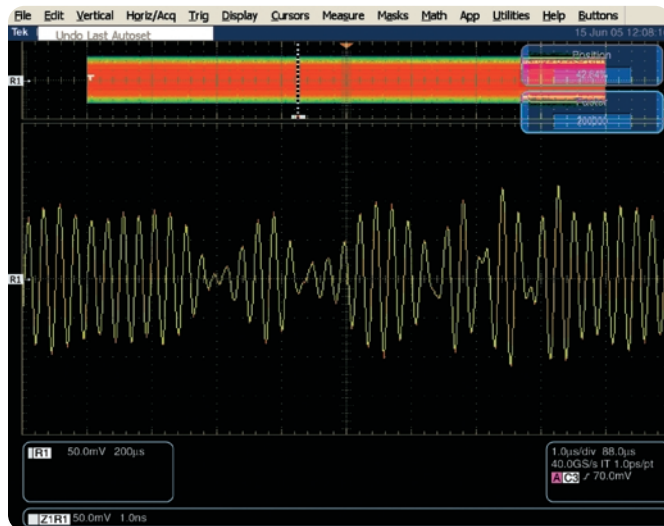 File Edit Vertical Horiz/Acq Trig Display Cursors Measure Masks Math App Utilities Help Buttons
Tek Undo Last Autoset 15 Jun 05 12:08:1
Position
R1
Factor
R1
R1 50.0mV 200µs
1.0µs/div 88.0µs
40.0GS/s IT 1.0ps/pt
A C3 70.0mV
Z1R1 50.0mV 1.0ns